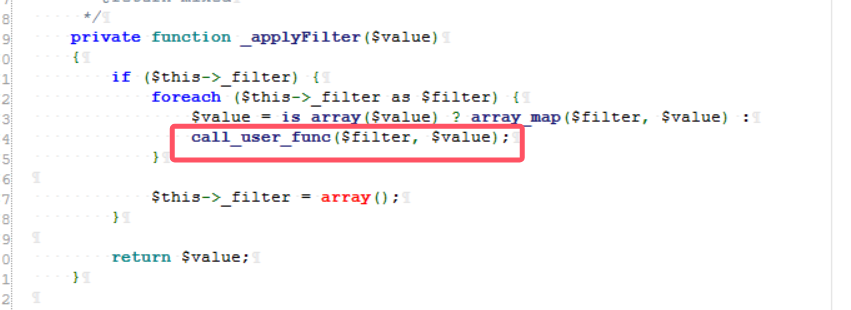 8 */
9 private function _applyFilter($value)
0 {
1 if ($this->_filter) {
2 foreach ($this->_filter as $filter) {
3 $value = is_array($value) ? array_map($filter, $value) :
4 call_user_func($filter, $value);
5 }
6
7 $this->_filter = array();
8 }
9
0 return $value;
1 }
2